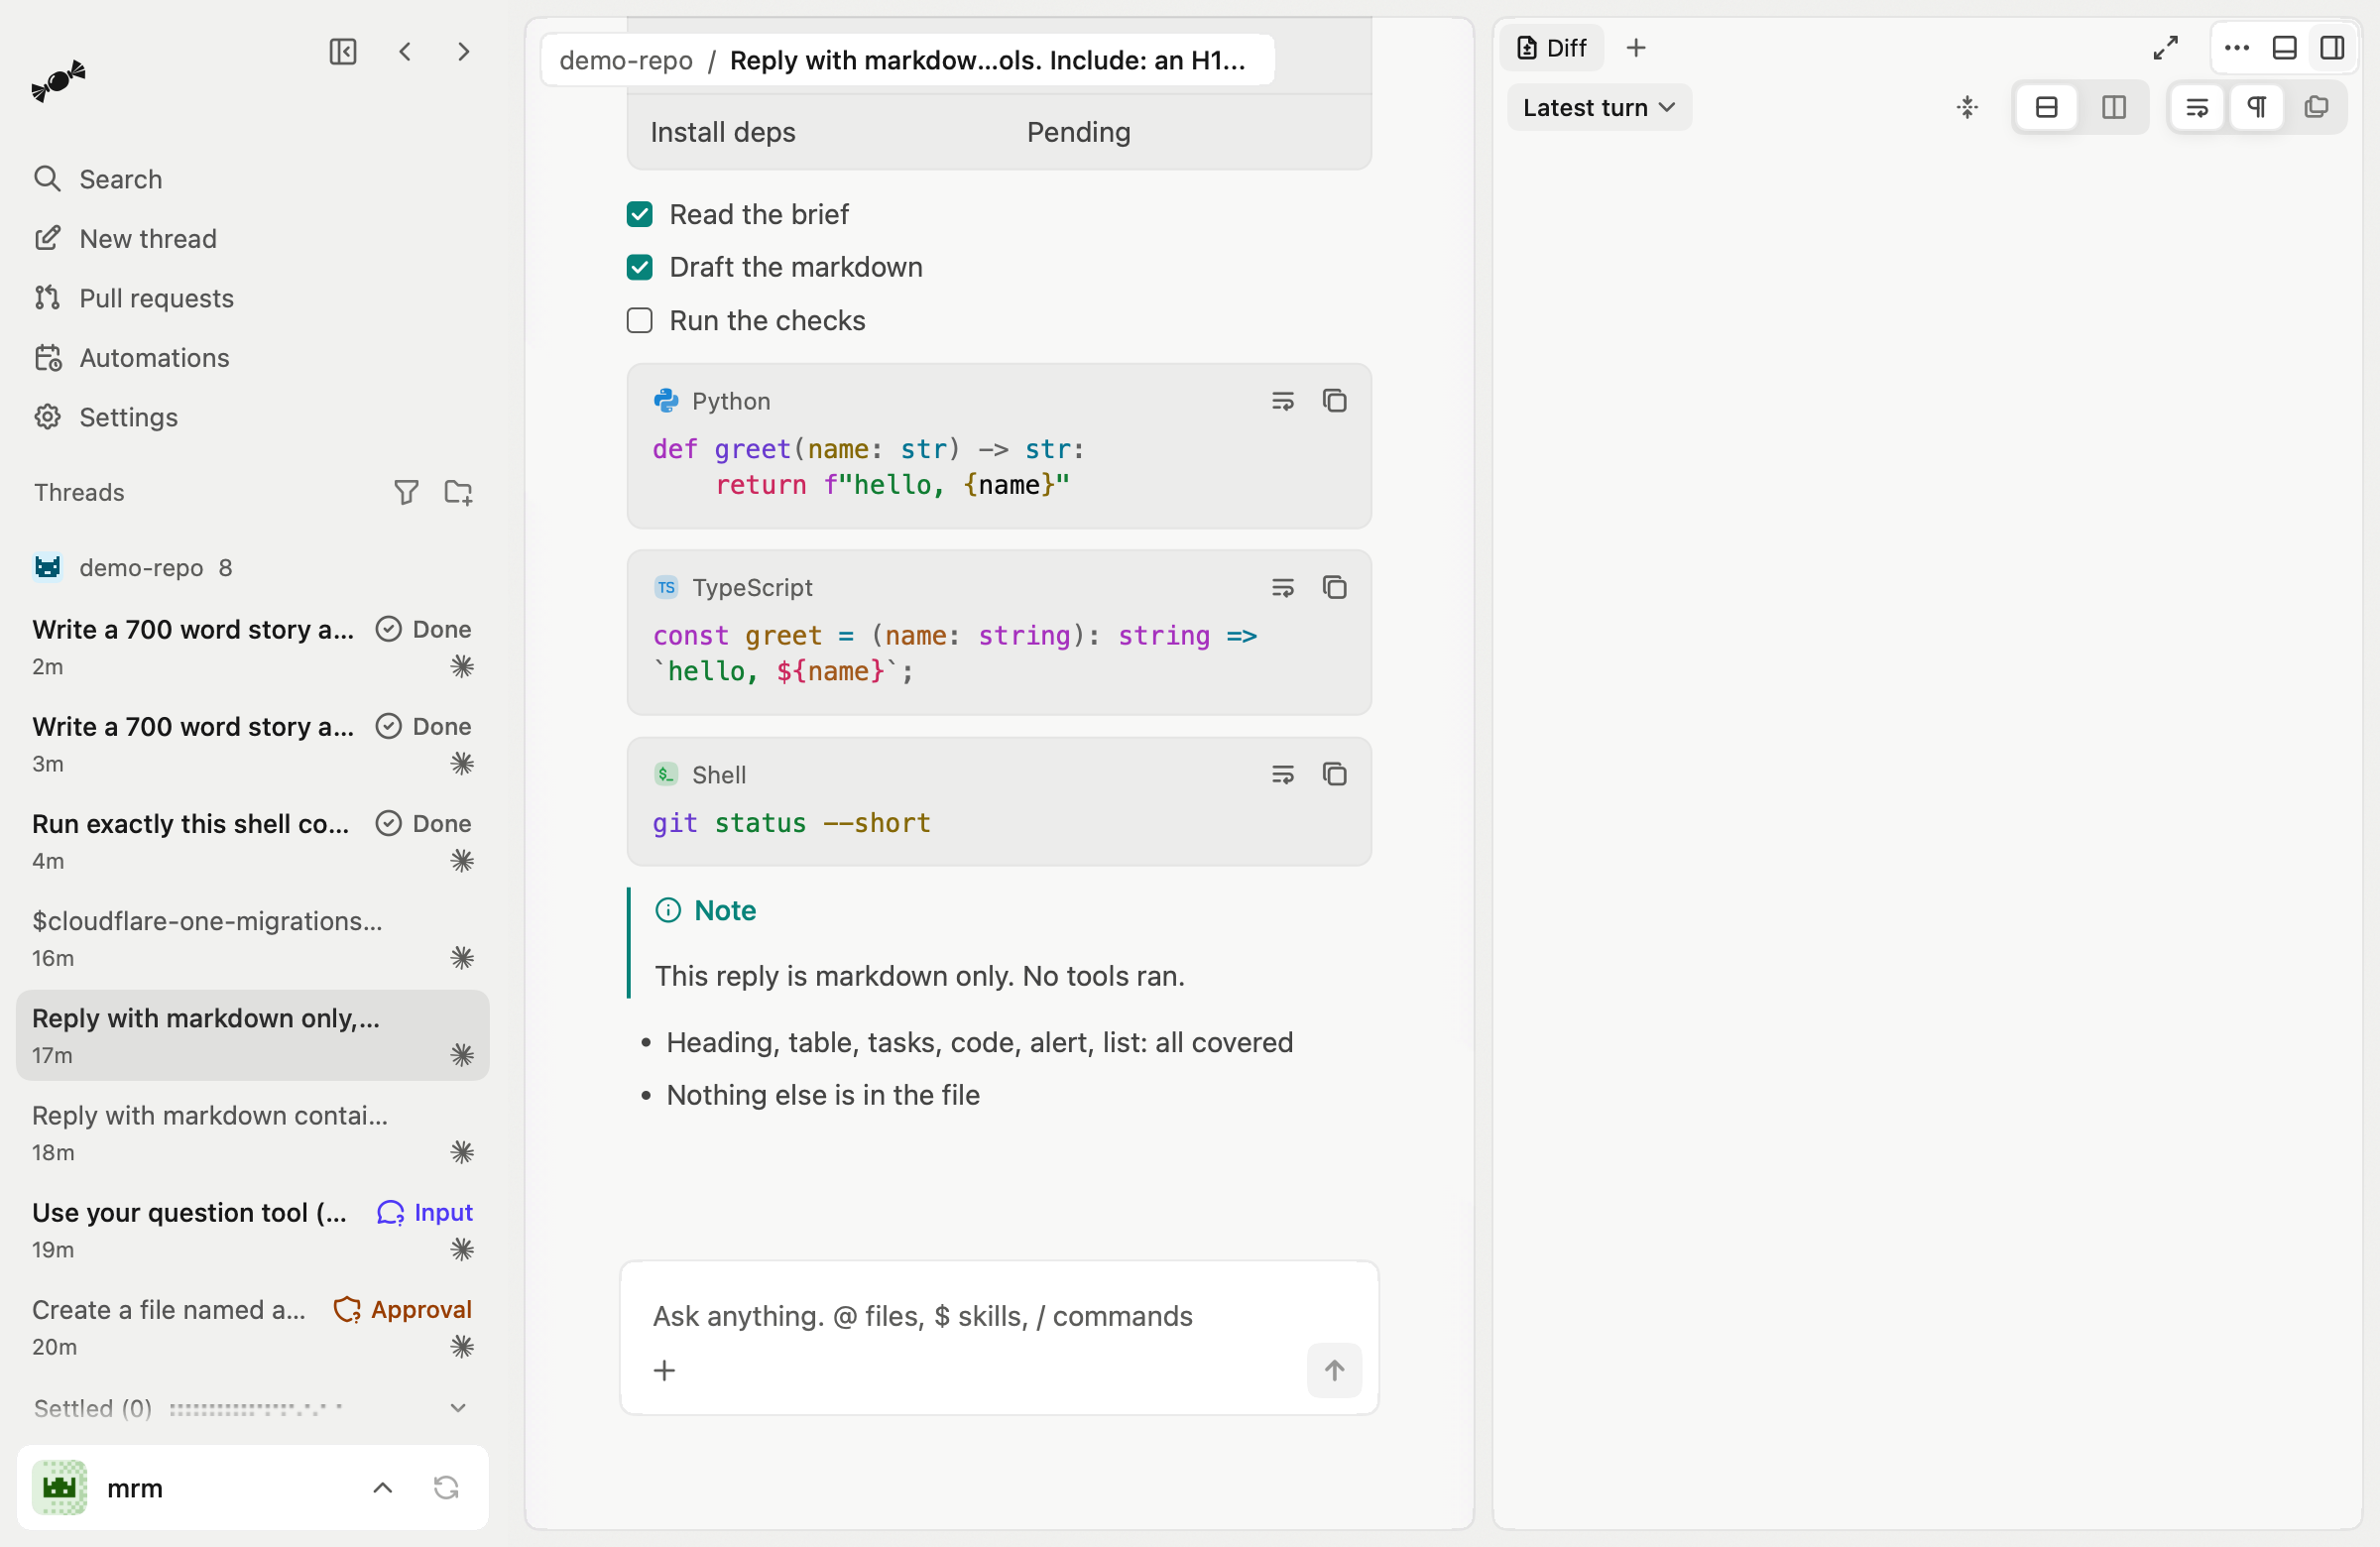 Search
New thread
Pull requests
Automations
Settings
Threads
demo-repo 8
Write a 700 word story a... Done
2m
Write a 700 word story a... Done
3m
Run exactly this shell co... Done
4m
$cloudflare-one-migrations...
16m
Reply with markdown only,...
17m
Reply with markdown contai...
18m
Use your question tool (... Input
19m
Create a file named a... Approval
20m
Settled (0)
mrm
demo-repo / Reply with markdow...ols. Include: an H1...
Install deps Pending
Read the brief
Draft the markdown
Run the checks
Python
def greet(name: str) -> str:
    return f"hello, {name}"
TS TypeScript
const greet = (name: string): string =>
`hello, ${name}`;
$_ Shell
git status --short
Note
This reply is markdown only. No tools ran.
• Heading, table, tasks, code, alert, list: all covered
• Nothing else is in the file
Ask anything. @ files, $ skills, / commands
Diff
Latest turn